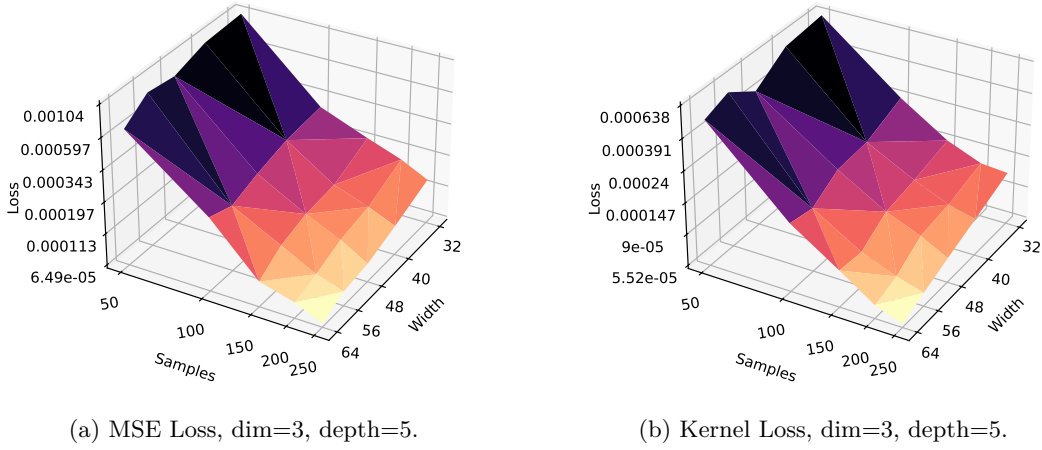 0.00104
0.000597
0.000343
0.000197
0.000113
6.49e-05
Loss
50
100
150
200
250
Samples
32
40
48
56
64
Width
(a) MSE Loss, dim=3, depth=5.
0.000638
0.000391
0.00024
0.000147
9e-05
5.52e-05
Loss
50
100
150
200
250
Samples
32
40
48
56
64
Width
(b) Kernel Loss, dim=3, depth=5.